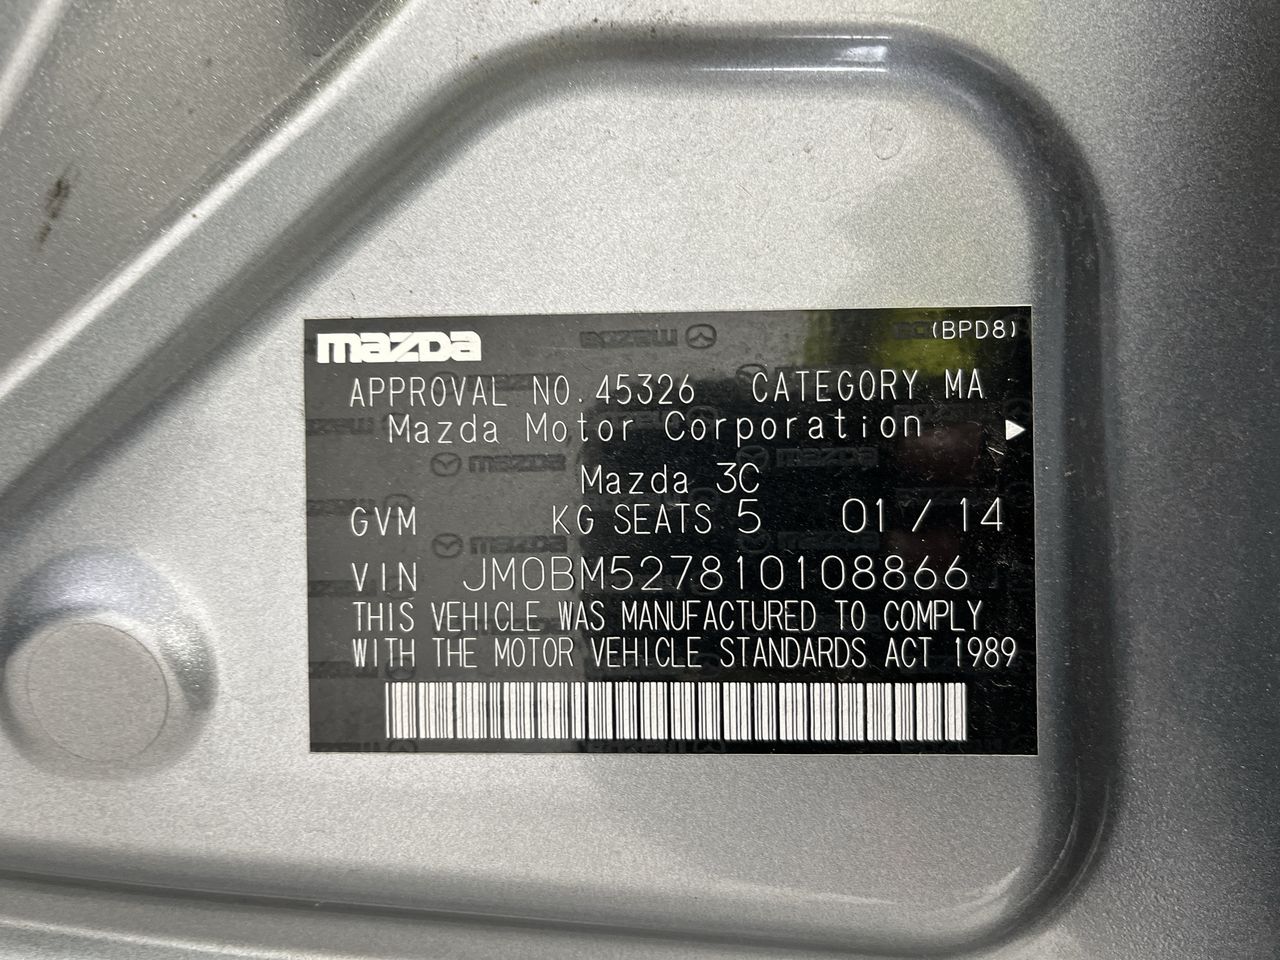 mazda (BPD8)
APPROVAL NO. 45326 CATEGORY MA
Mazda Motor Corporation
Mazda 3C
GVM KG SEATS 5 01 / 14
VIN JM0BM527810108866
THIS VEHICLE WAS MANUFACTURED TO COMPLY
WITH THE MOTOR VEHICLE STANDARDS ACT 1989